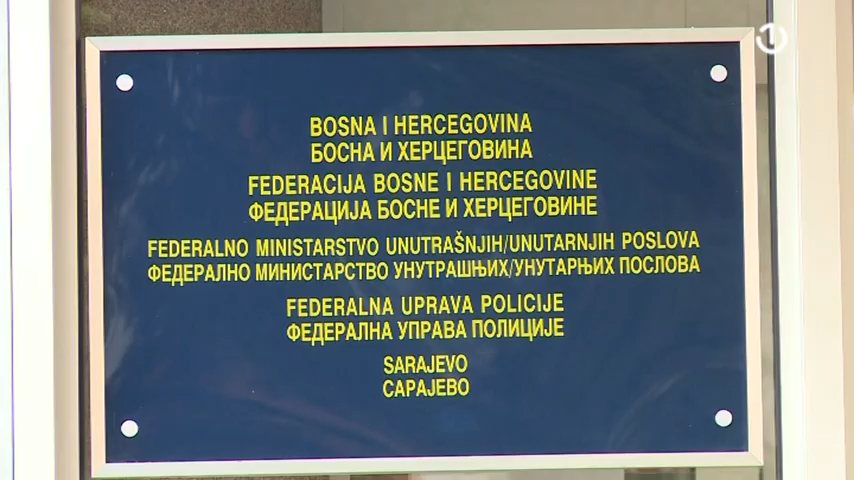 BOSNA I HERCEGOVINA
БОСНА И ХЕРЦЕГОВИНА
FEDERACIJA BOSNE I HERCEGOVINE
ФЕДЕРАЦИЈА БОСНЕ И ХЕРЦЕГОВИНЕ
FEDERALNO MINISTARSTVO UNUTRAŠNJIH/UNUTARNJIH POSLOVA
ФЕДЕРАЛНО МИНИСТАРСТВО УНУТРАШЊИХ/УНУТАРЊИХ ПОСЛОВА
FEDERALNA UPRAVA POLICIJE
ФЕДЕРАЛНА УПРАВА ПОЛИЦИЈЕ
SARAJEVO
САРАЈЕВО